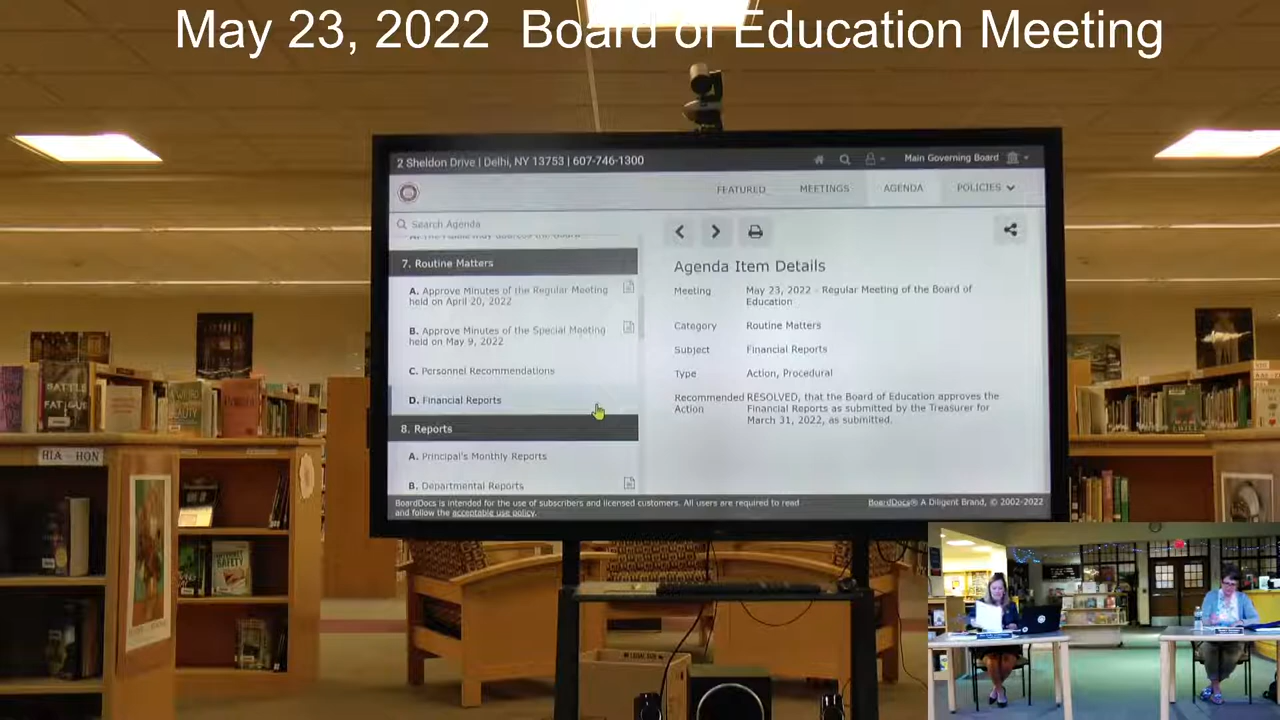 May 23, 2022 Board of Education Meeting
2 Sheldon Drive | Delhi, NY 13753 | 607-746-1300
Main Governing Board
FEATURED
MEETINGS
AGENDA
POLICIES
Search Agenda
7. Routine Matters
A. Approve Minutes of the Regular Meeting
held on April 20, 2022
B. Approve Minutes of the Special Meeting
held on May 9, 2022
C. Personnel Recommendations
D. Financial Reports
8. Reports
A. Principal's Monthly Reports
B. Departmental Reports
Agenda Item Details
Meeting
May 23, 2022 - Regular Meeting of the Board of
Education
Category
Routine Matters
Subject
Financial Reports
Type
Action, Procedural
Recommended
Action
RESOLVED, that the Board of Education approves the
Financial Reports as submitted by the Treasurer for
March 31, 2022, as submitted.
BoardDocs is intended for the use of subscribers and licensed customers. All users are required to read
and follow the acceptable use policy.
BoardDocs® A Diligent Brand, © 2002-2022
BATTLE
FATIGUE
HIA - HON
INTERNET
SAFETY